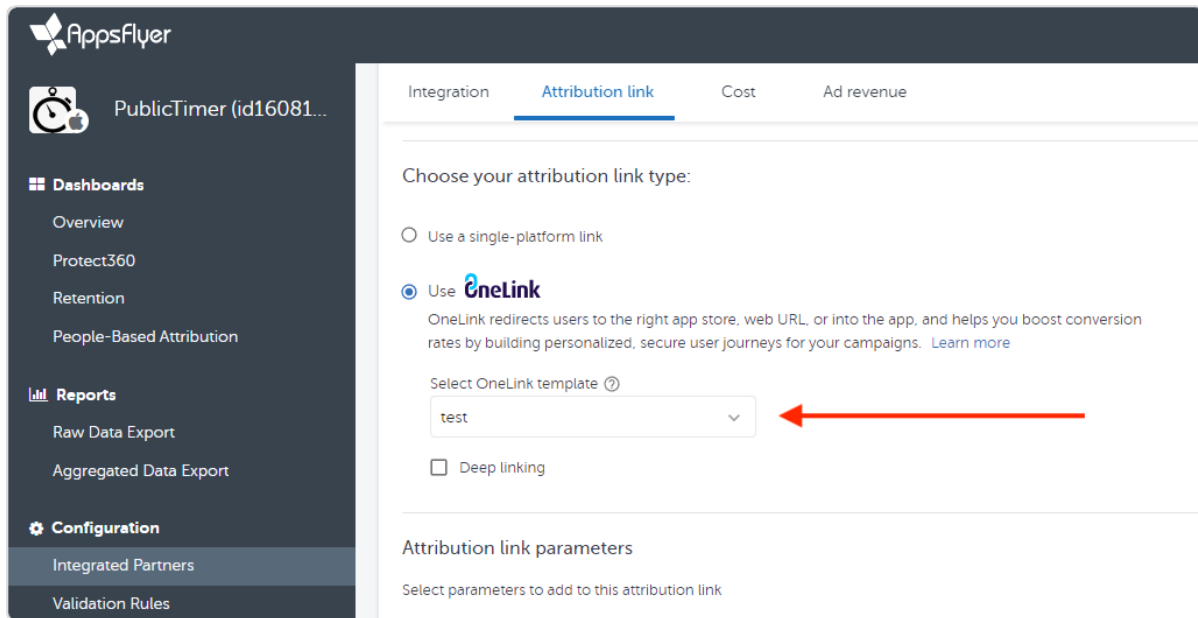 AppsFlyer
PublicTimer (id16081...
Dashboards
Overview
Protect360
Retention
People-Based Attribution
Reports
Raw Data Export
Aggregated Data Export
Configuration
Integrated Partners
Validation Rules
Integration Attribution link Cost Ad revenue
Choose your attribution link type:
Use a single-platform link
Use OneLink
OneLink redirects users to the right app store, web URL, or into the app, and helps you boost conversion
rates by building personalized, secure user journeys for your campaigns. Learn more
Select OneLink template ?
test
Deep linking
Attribution link parameters
Select parameters to add to this attribution link